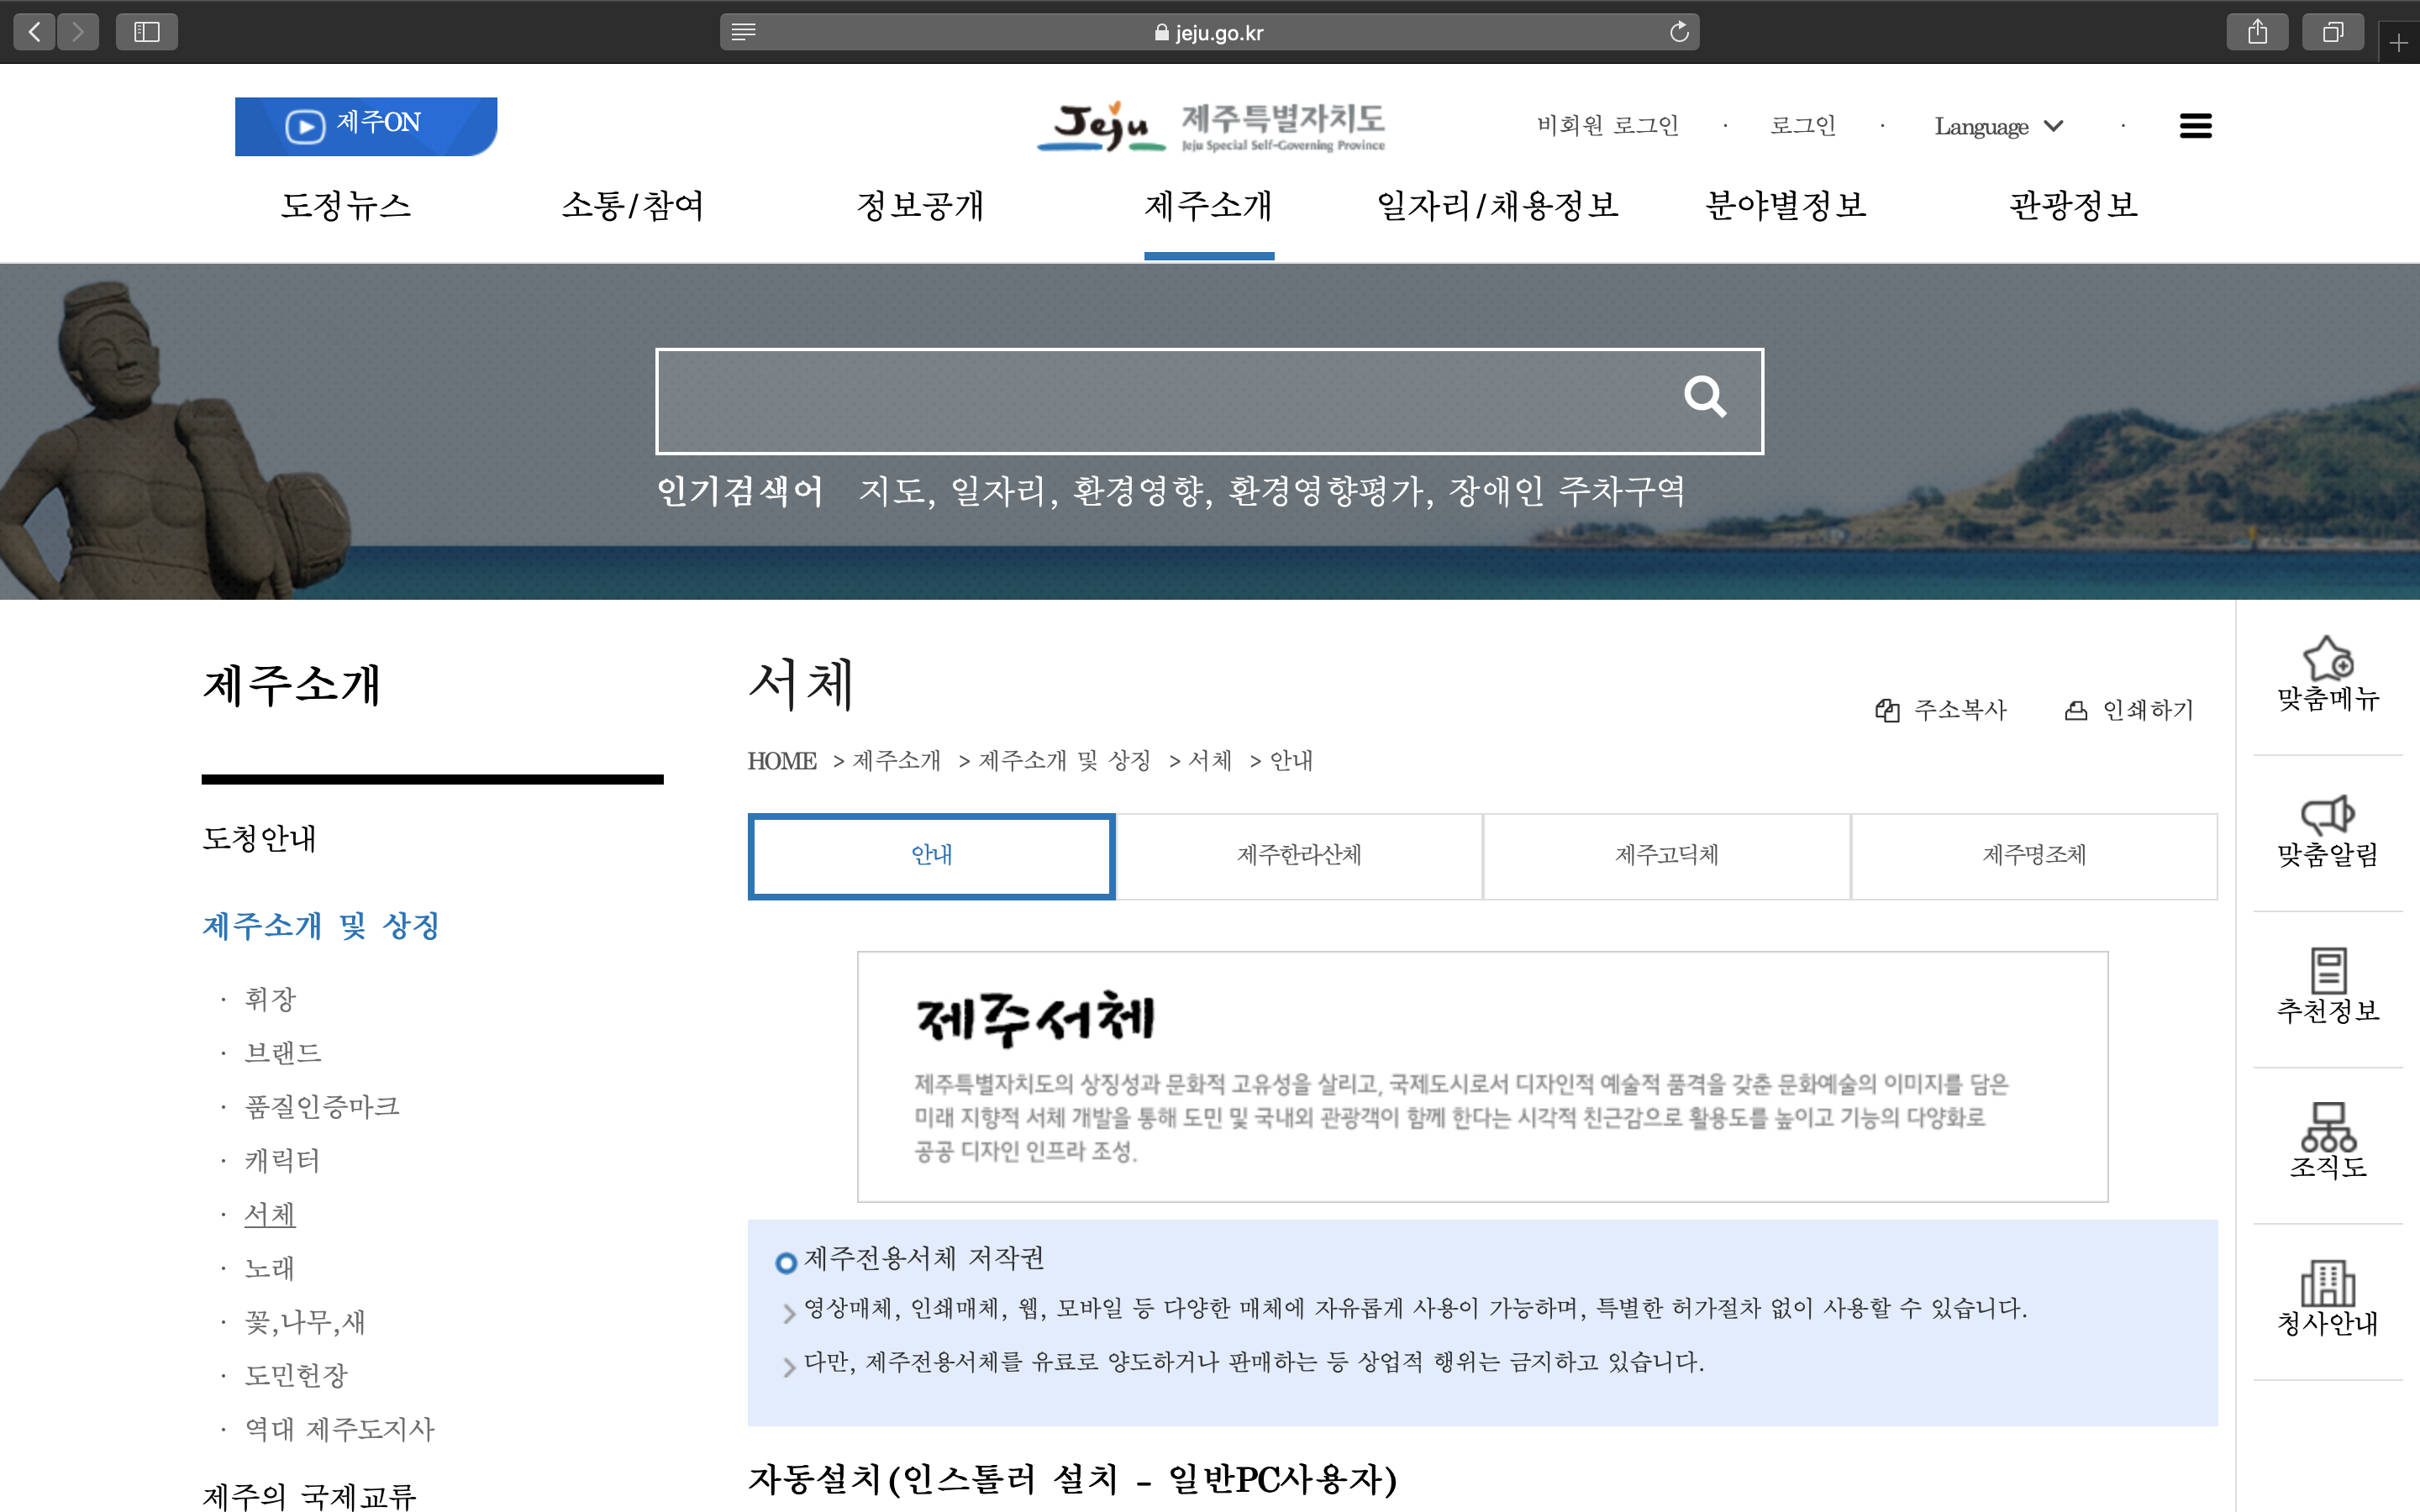 jeju.go.kr
제주ON
Jeju 제주특별자치도
Jeju Special Self-Governing Province
비회원 로그인 · 로그인 · Language ·
도정뉴스 소통/참여 정보공개 제주소개 일자리/채용정보 분야별정보 관광정보
인기검색어 지도, 일자리, 환경영향, 환경영향평가, 장애인 주차구역
제주소개
도청안내
제주소개 및 상징
· 휘장
· 브랜드
· 품질인증마크
· 캐릭터
· 서체
· 노래
· 꽃,나무,새
· 도민헌장
· 역대 제주도지사
제주의 국제교류
서체
주소복사 인쇄하기
HOME > 제주소개 > 제주소개 및 상징 > 서체 > 안내
안내 제주한라산체 제주고딕체 제주명조체
제주서체
제주특별자치도의 상징성과 문화적 고유성을 살리고, 국제도시로서 디자인적 예술적 품격을 갖춘 문화예술의 이미지를 담은
미래 지향적 서체 개발을 통해 도민 및 국내외 관광객이 함께 한다는 시각적 친근감으로 활용도를 높이고 기능의 다양화로
공공 디자인 인프라 조성.
제주전용서체 저작권
영상매체, 인쇄매체, 웹, 모바일 등 다양한 매체에 자유롭게 사용이 가능하며, 특별한 허가절차 없이 사용할 수 있습니다.
다만, 제주전용서체를 유료로 양도하거나 판매하는 등 상업적 행위는 금지하고 있습니다.
자동설치(인스톨러 설치 - 일반PC사용자)
맞춤메뉴
맞춤알림
추천정보
조직도
청사안내